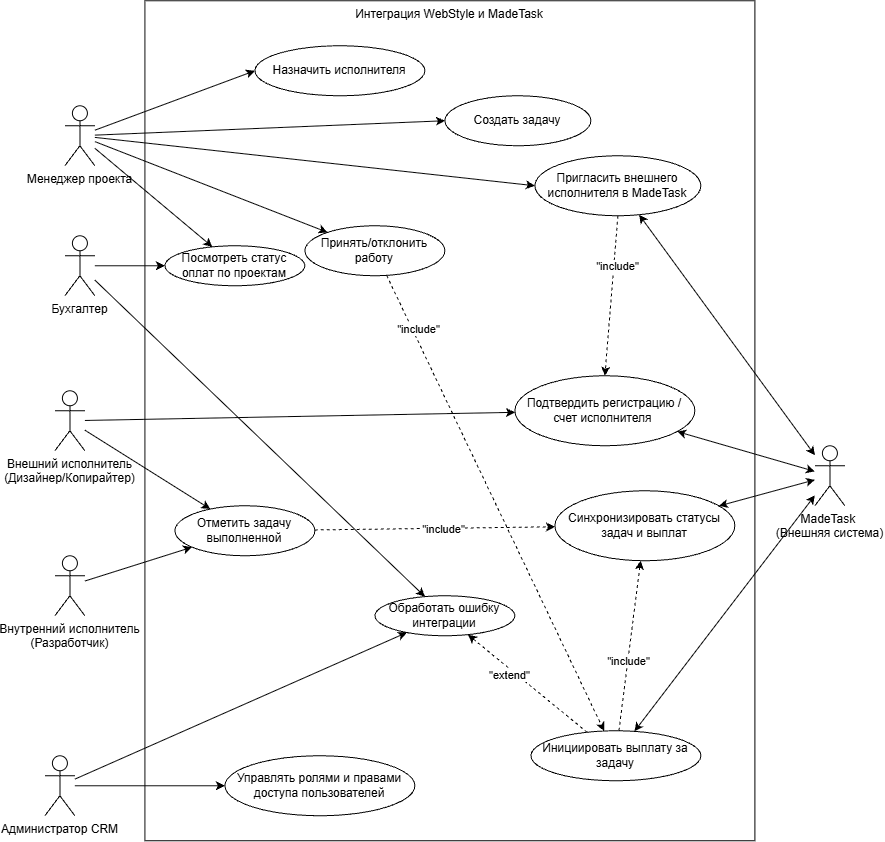 Интеграция WebStyle и MadeTask
Назначить исполнителя
Создать задачу
Пригласить внешнего
исполнителя в MadeTask
Менеджер проекта
Принять/отклонить
работу
Посмотреть статус
оплат по проектам
"include"
Бухгалтер
"include"
Подтвердить регистрацию /
счет исполнителя
Внешний исполнитель
(Дизайнер/Копирайтер)
MadeTask
(Внешняя система)
Отметить задачу
выполненной
"include"
Синхронизировать статусы
задач и выплат
Внутренний исполнитель
(Разработчик)
Обработать ошибку
интеграции
"include"
"extend"
Инициировать выплату за
задачу
Управлять ролями и правами
доступа пользователей
Администратор CRM